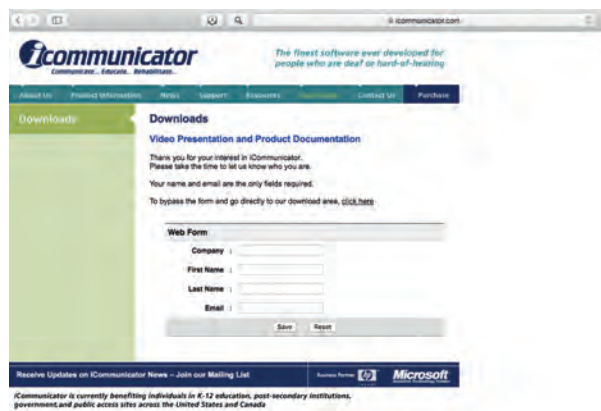 icommunicator.com
icommunicator
Communicate... Educate... Rehabilitate...
The finest software ever developed for
people who are deaf or hard-of-hearing
About Us Product Information News Support Resources Downloads Contact Us Purchase
Downloads
Downloads
Video Presentation and Product Documentation
Thank you for your interest in iCommunicator.
Please take the time to let us know who you are.
Your name and email are the only fields required.
To bypass the form and go directly to our download area, click here
Web Form
Company :
First Name :
Last Name :
Email :
Save Reset
Receive Updates on iCommunicator News – Join our Mailing List
Business Partner hp Microsoft
iCommunicator is currently benefiting individuals in K-12 education, post-secondary institutions,
government,and public access sites across the United States and Canada